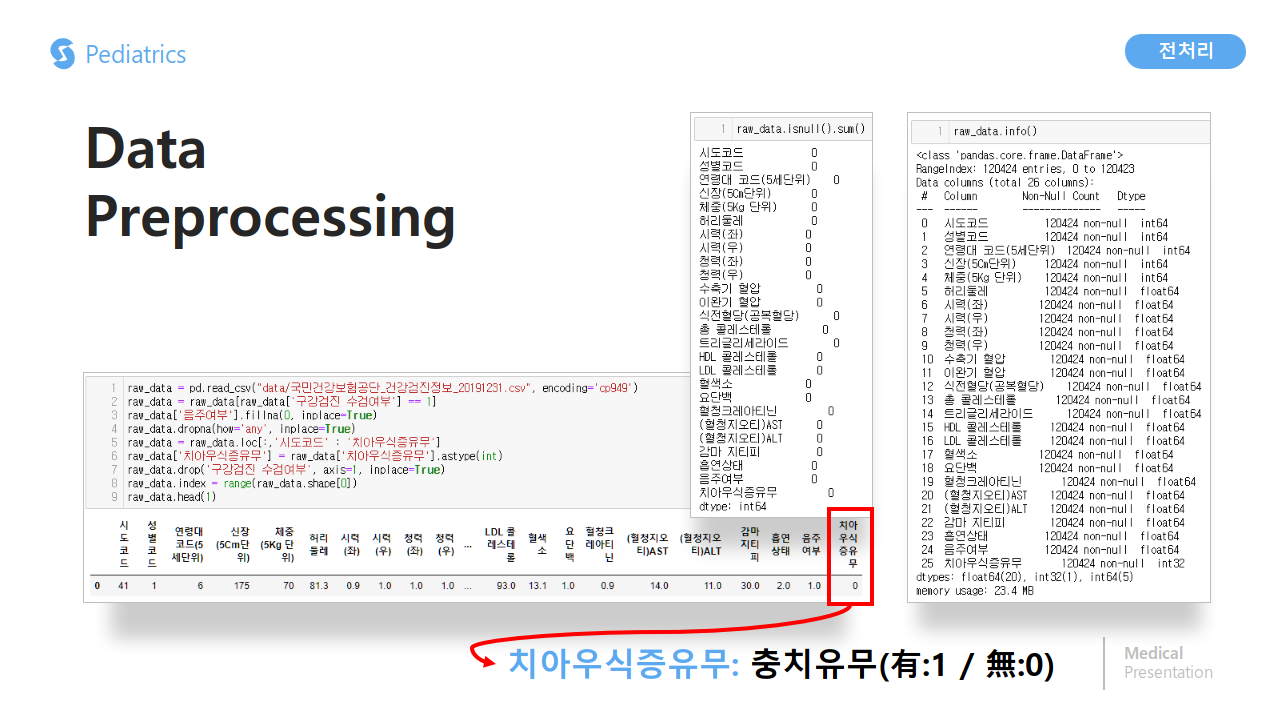 Pediatrics
전처리
Data
Preprocessing
1 raw_data = pd.read_csv("data/국민건강보험공단_건강검진정보_20191231.csv", encoding='cp949')
2 raw_data = raw_data[raw_data['구강검진 수검여부'] == 1]
3 raw_data['음주여부'].fillna(0, inplace=True)
4 raw_data.dropna(how='any', inplace=True)
5 raw_data = raw_data.loc[:,'시도코드' : '치아우식증유무']
6 raw_data['치아우식증유무'] = raw_data['치아우식증유무'].astype(int)
7 raw_data.drop('구강검진 수검여부', axis=1, inplace=True)
8 raw_data.index = range(raw_data.shape[0])
9 raw_data.head(1)
시도코드 성별코드 연령대 코드(5세단위) 신장(5Cm단위) 체중(5Kg 단위) 허리둘레 시력(좌) 시력(우) 청력(좌) 청력(우) ... LDL 콜레스테롤 혈색소 요단백 혈청크레아티닌 (혈청지오티)AST (혈청지오티)ALT 감마지티피 흡연상태 음주여부 치아우식증유무
0 41 1 6 175 70 81.3 0.9 1.0 1.0 1.0 ... 93.0 13.1 1.0 0.9 14.0 11.0 30.0 2.0 1.0 0
1 raw_data.isnull().sum()
시도코드 0
성별코드 0
연령대 코드(5세단위) 0
신장(5Cm단위) 0
체중(5Kg 단위) 0
허리둘레 0
시력(좌) 0
시력(우) 0
청력(좌) 0
청력(우) 0
수축기 혈압 0
이완기 혈압 0
식전혈당(공복혈당) 0
총 콜레스테롤 0
트리글리세라이드 0
HDL 콜레스테롤 0
LDL 콜레스테롤 0
혈색소 0
요단백 0
혈청크레아티닌 0
(혈청지오티)AST 0
(혈청지오티)ALT 0
감마 지티피 0
흡연상태 0
음주여부 0
치아우식증유무 0
dtype: int64
1 raw_data.info()
<class 'pandas.core.frame.DataFrame'>
RangeIndex: 120424 entries, 0 to 120423
Data columns (total 26 columns):
# Column Non-Null Count Dtype
--- ------ -------------- -----
0 시도코드 120424 non-null int64
1 성별코드 120424 non-null int64
2 연령대 코드(5세단위) 120424 non-null int64
3 신장(5Cm단위) 120424 non-null int64
4 체중(5Kg 단위) 120424 non-null int64
5 허리둘레 120424 non-null float64
6 시력(좌) 120424 non-null float64
7 시력(우) 120424 non-null float64
8 청력(좌) 120424 non-null float64
9 청력(우) 120424 non-null float64
10 수축기 혈압 120424 non-null float64
11 이완기 혈압 120424 non-null float64
12 식전혈당(공복혈당) 120424 non-null float64
13 총 콜레스테롤 120424 non-null float64
14 트리글리세라이드 120424 non-null float64
15 HDL 콜레스테롤 120424 non-null float64
16 LDL 콜레스테롤 120424 non-null float64
17 혈색소 120424 non-null float64
18 요단백 120424 non-null float64
19 혈청크레아티닌 120424 non-null float64
20 (혈청지오티)AST 120424 non-null float64
21 (혈청지오티)ALT 120424 non-null float64
22 감마 지티피 120424 non-null float64
23 흡연상태 120424 non-null float64
24 음주여부 120424 non-null float64
25 치아우식증유무 120424 non-null int32
dtypes: float64(20), int32(1), int64(5)
memory usage: 23.4 MB
치아우식증유무: 충치유무(有:1 / 無:0)
Medical
Presentation